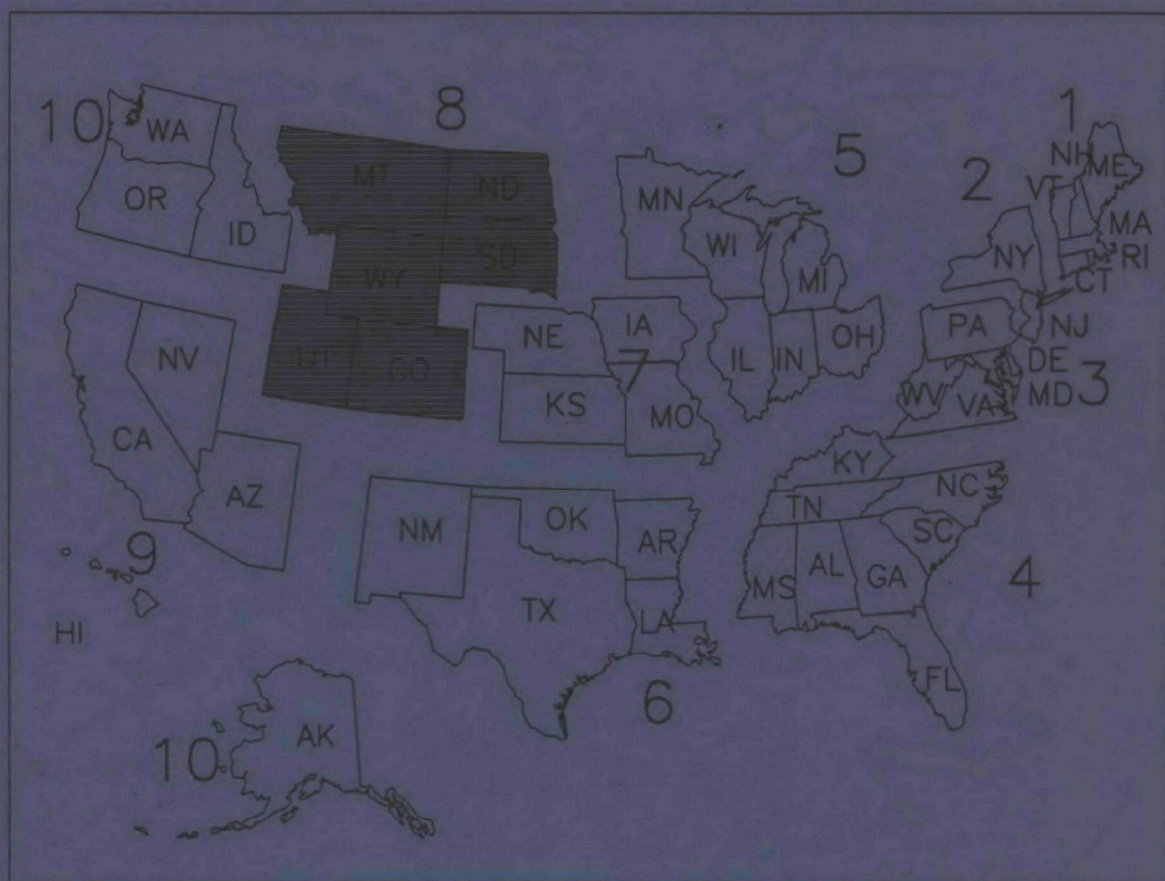 1
8
10
5
WA
NH
ME
MT
2
ND
VT
OR
MN
MA
ID
WI
RI
NY
SD
WY
MI
CT
IA
PA
NJ
NE
OH
NV
UT
CO
IL
IN
DE
7
3
MD
WV
VA
KS
MO
CA
KY
NC
AZ
TN
OK
NM
SC
AR
9
AL
GA
4
MS
TX
LA
HI
FL
6
AK
10